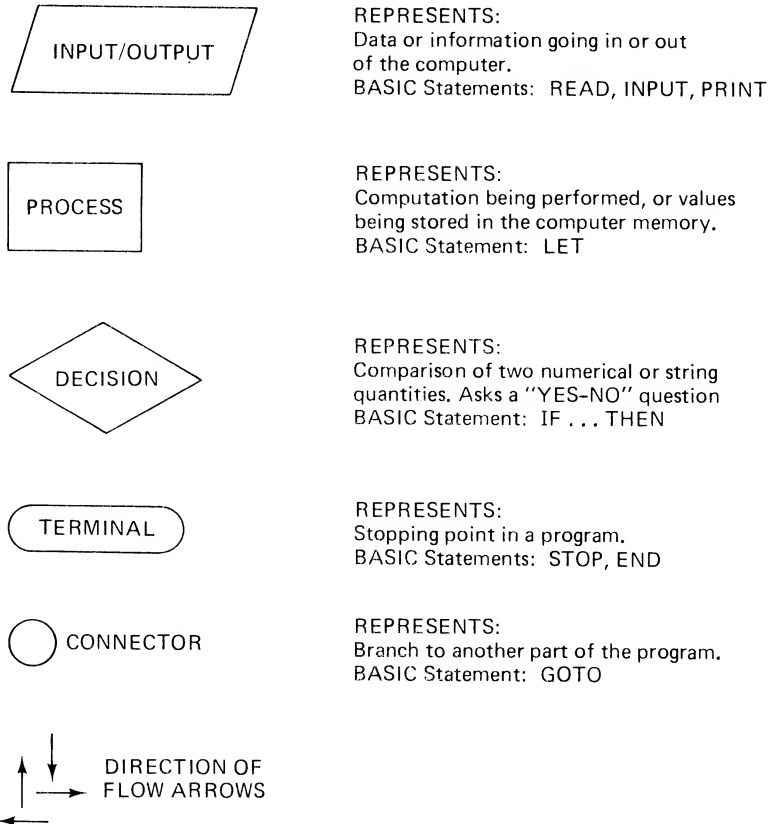 INPUT/OUTPUT
REPRESENTS:
Data or information going in or out
of the computer.
BASIC Statements: READ, INPUT, PRINT
PROCESS
REPRESENTS:
Computation being performed, or values
being stored in the computer memory.
BASIC Statement: LET
DECISION
REPRESENTS:
Comparison of two numerical or string
quantities. Asks a "YES-NO" question
BASIC Statement: IF ... THEN
TERMINAL
REPRESENTS:
Stopping point in a program.
BASIC Statements: STOP, END
CONNECTOR
REPRESENTS:
Branch to another part of the program.
BASIC Statement: GOTO
DIRECTION OF
FLOW ARROWS